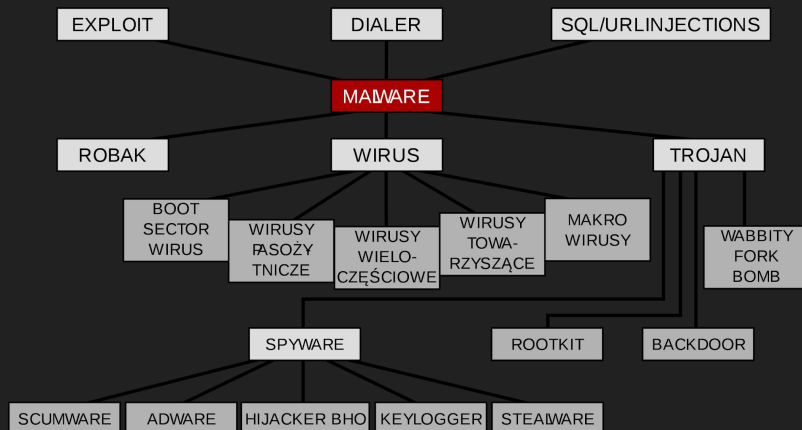 EXPLOIT
DIALER
SQL/URLINJECTIONS
MALWARE
ROBAK
WIRUS
TROJAN
BOOT
SECTOR
WIRUS
WIRUSY
PASOŻY-
TNICZE
WIRUSY
WIELO-
CZĘŚCIOWE
WIRUSY
TOWA-
RZYSZĄCE
MAKRO
WIRUSY
WABBITY
FORK
BOMB
SPYWARE
ROOTKIT
BACKDOOR
SCUMWARE
ADWARE
HIJACKER BHO
KEYLOGGER
STEALWARE